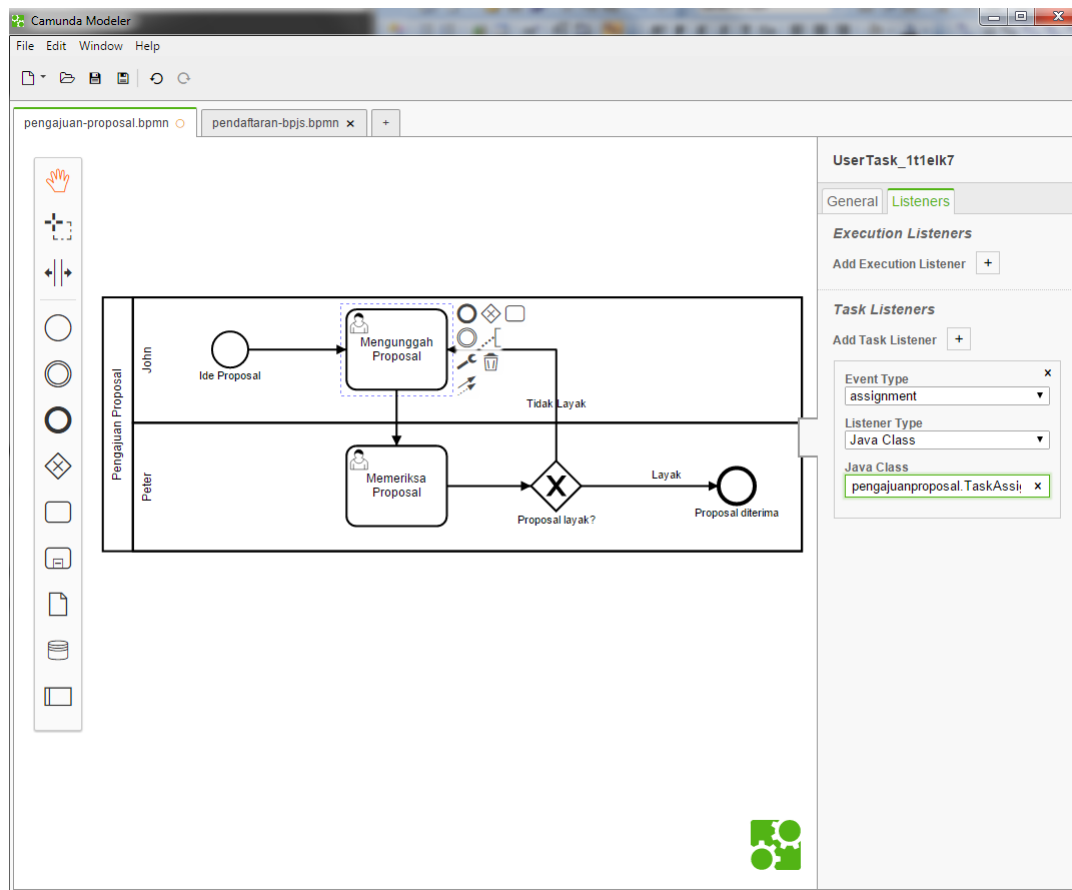 Camunda Modeler
File Edit Window Help
pengajuan-proposal.bpmn
pendaftaran-bpjs.bpmn ×
+
UserTask_1t1elk7
General
Listeners
Execution Listeners
Add Execution Listener +
Task Listeners
Add Task Listener +
Event Type
assignment
Listener Type
Java Class
Java Class
pengajuanproposal.TaskAssi
Pengajuan Proposal
John
Ide Proposal
Mengunggah
Proposal
Tidak Layak
Peter
Memeriksa
Proposal
Proposal layak?
Layak
Proposal diterima